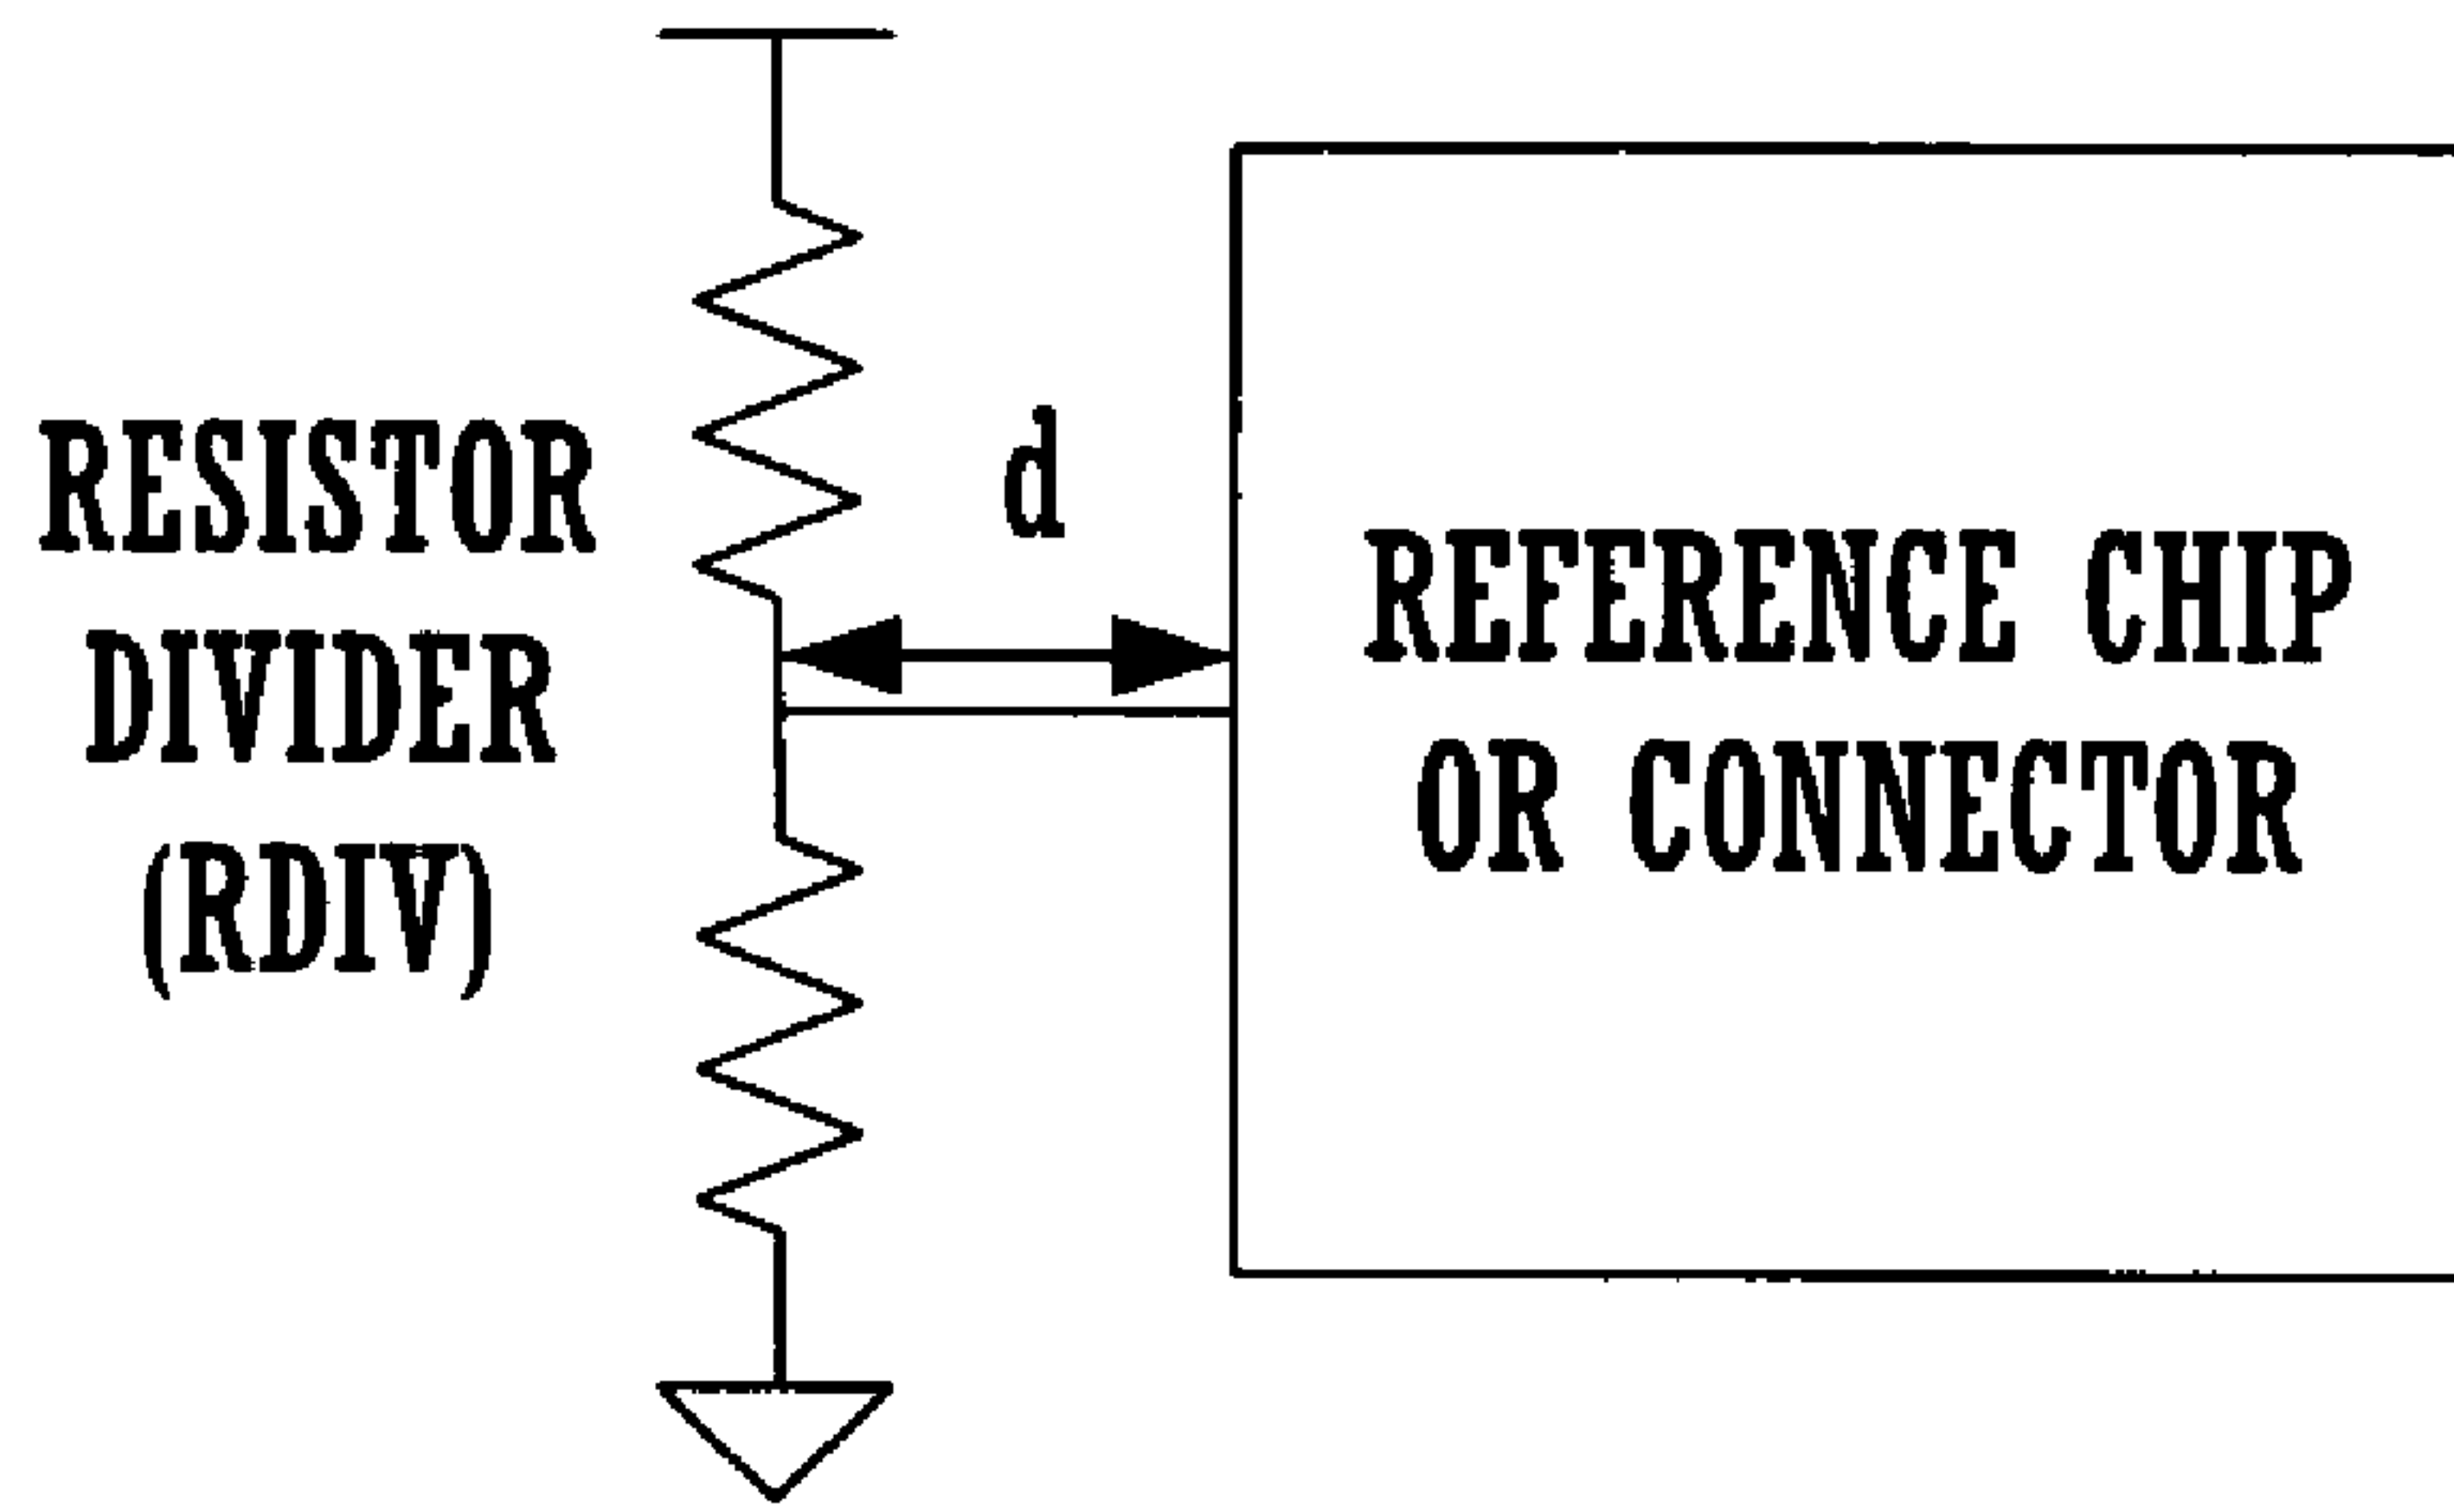 RESISTOR
DIVIDER
(RDIV)
d
REFERENCE CHIP
OR CONNECTOR